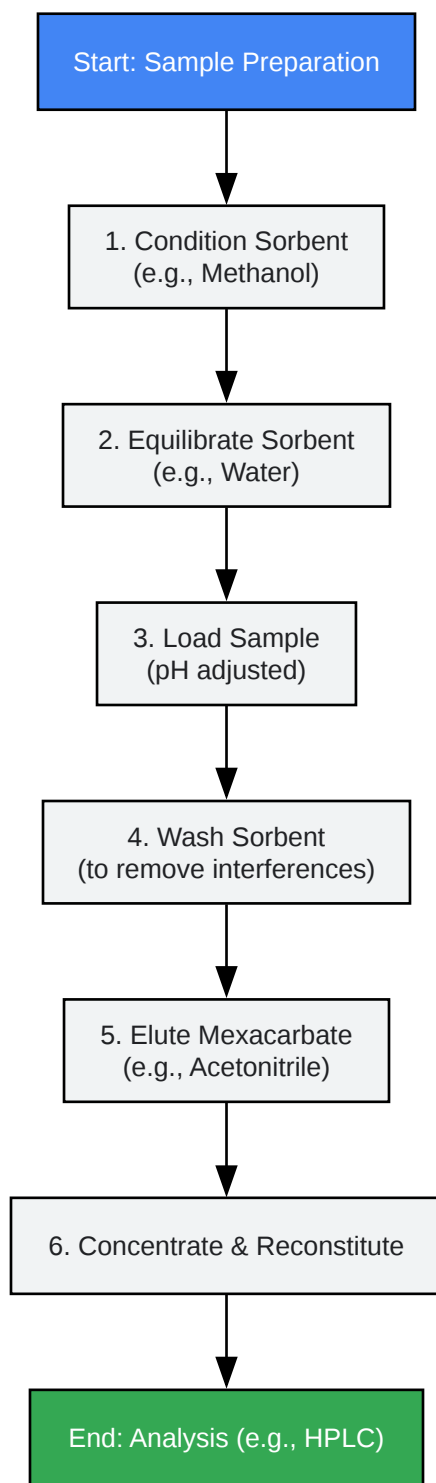 Start: Sample Preparation
1. Condition Sorbent
(e.g., Methanol)
2. Equilibrate Sorbent
(e.g., Water)
3. Load Sample
(pH adjusted)
4. Wash Sorbent
(to remove interferences)
5. Elute Mexacarbate
(e.g., Acetonitrile)
6. Concentrate & Reconstitute
End: Analysis (e.g., HPLC)